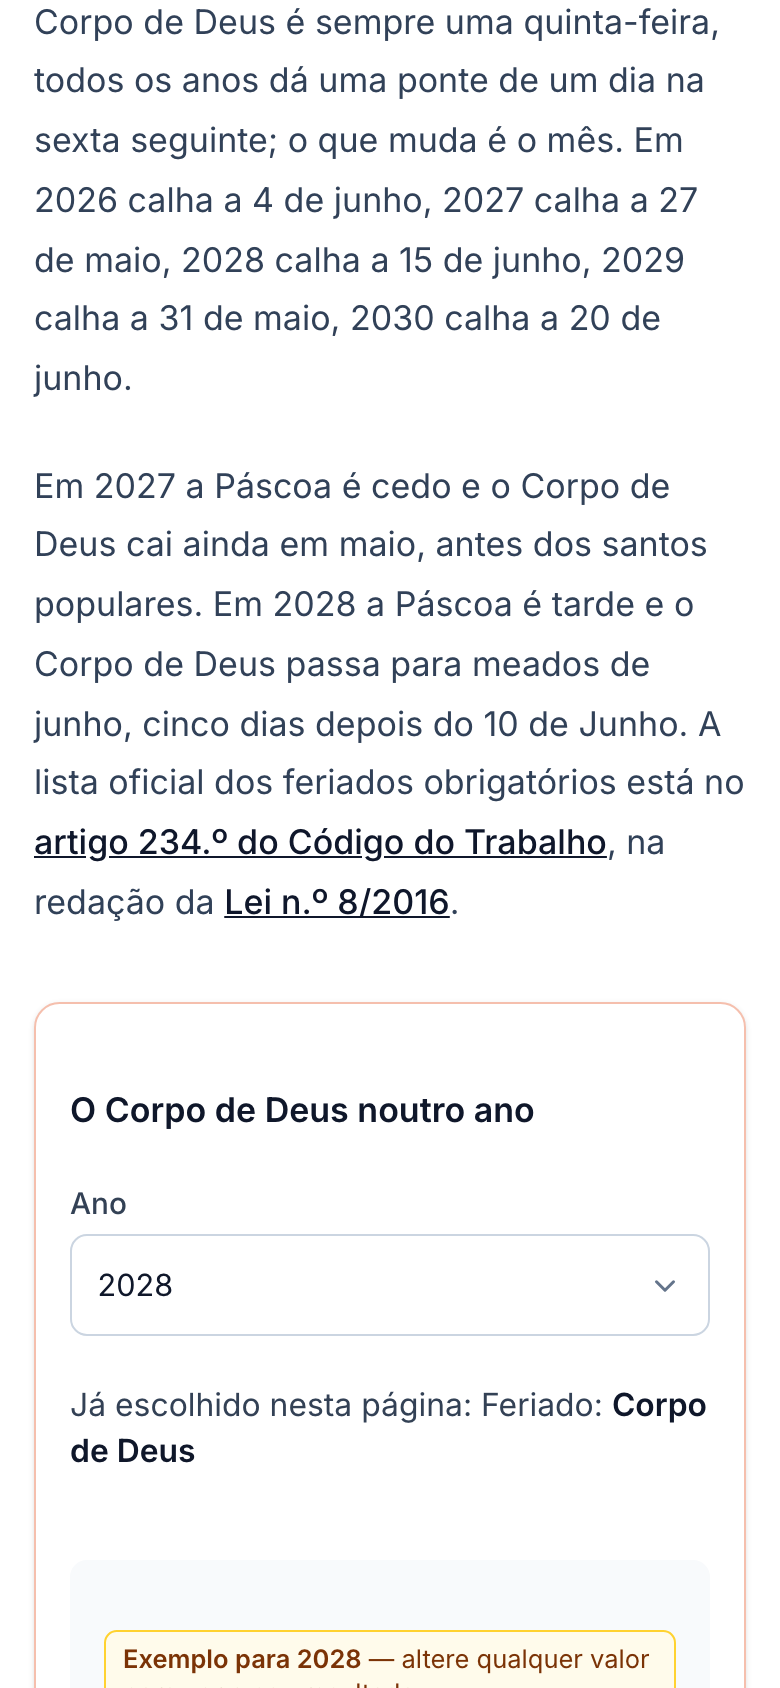 Corpo de Deus é sempre uma quinta-feira,
todos os anos dá uma ponte de um dia na
sexta seguinte; o que muda é o mês. Em
2026 calha a 4 de junho, 2027 calha a 27
de maio, 2028 calha a 15 de junho, 2029
calha a 31 de maio, 2030 calha a 20 de
junho.
Em 2027 a Páscoa é cedo e o Corpo de
Deus cai ainda em maio, antes dos santos
populares. Em 2028 a Páscoa é tarde e o
Corpo de Deus passa para meados de
junho, cinco dias depois do 10 de Junho. A
lista oficial dos feriados obrigatórios está no
artigo 234.º do Código do Trabalho, na
redação da Lei n.º 8/2016.
O Corpo de Deus noutro ano
Ano
2028
Já escolhido nesta página: Feriado: Corpo
de Deus
Exemplo para 2028 — altere qualquer valor